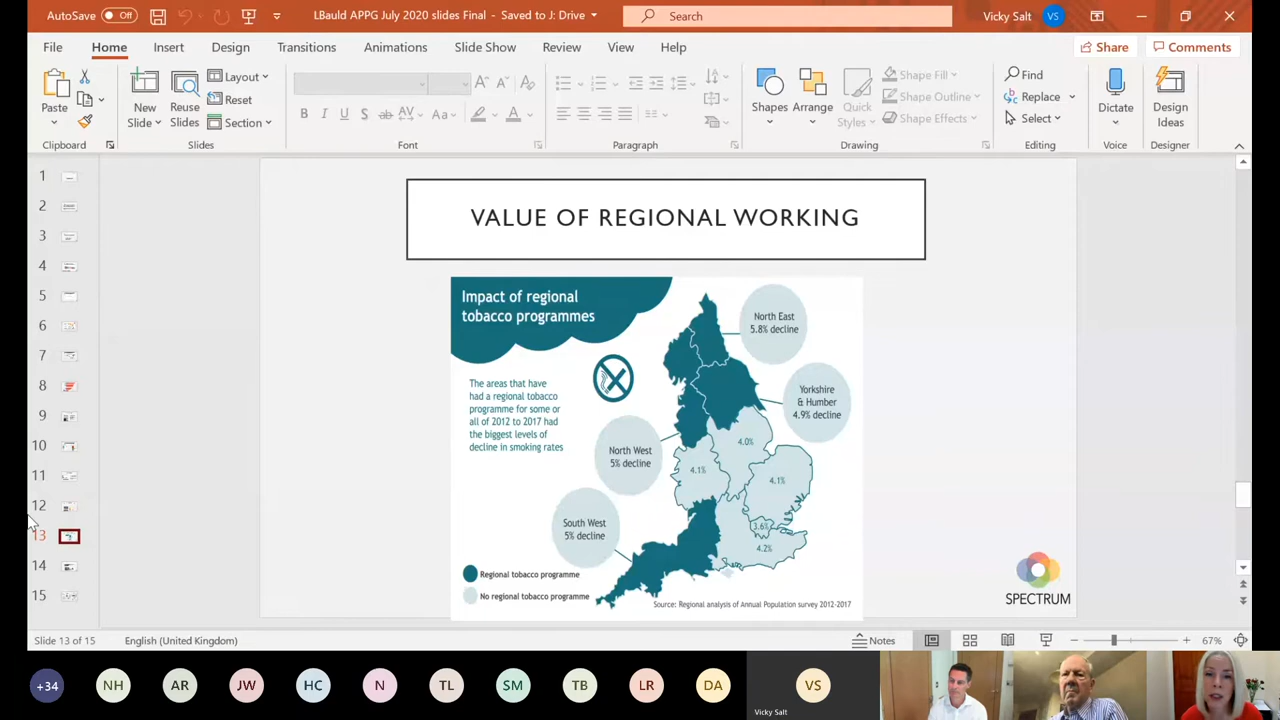 AutoSave Off LBauld APPG July 2020 slides Final - Saved to J: Drive Search Vicky Salt VS
File Home Insert Design Transitions Animations Slide Show Review View Help Share Comments
Paste New Slide Reuse Slides Layout Reset Section
B I U S ab AV Aa A
Shapes Arrange Quick Styles Shape Fill Shape Outline Shape Effects
Find Replace Select Dictate Design Ideas
Clipboard Slides Font Paragraph Drawing Editing Voice Designer
1
2
3
4
5
6
7
8
9
10
11
12
13
14
15
VALUE OF REGIONAL WORKING
Impact of regional
tobacco programmes
The areas that have
had a regional tobacco
programme for some or
all of 2012 to 2017 had
the biggest levels of
decline in smoking rates
North East
5.8% decline
Yorkshire
& Humber
4.9% decline
North West
5% decline
South West
5% decline
4.0%
4.1%
4.1%
3.6%
4.2%
Regional tobacco programme
No regional tobacco programme
Source: Regional analysis of Annual Population survey 2012-2017
SPECTRUM
Slide 13 of 15 English (United Kingdom) Notes 67%
+34 NH AR JW HC N TL SM TB LR DA VS
Vicky Salt